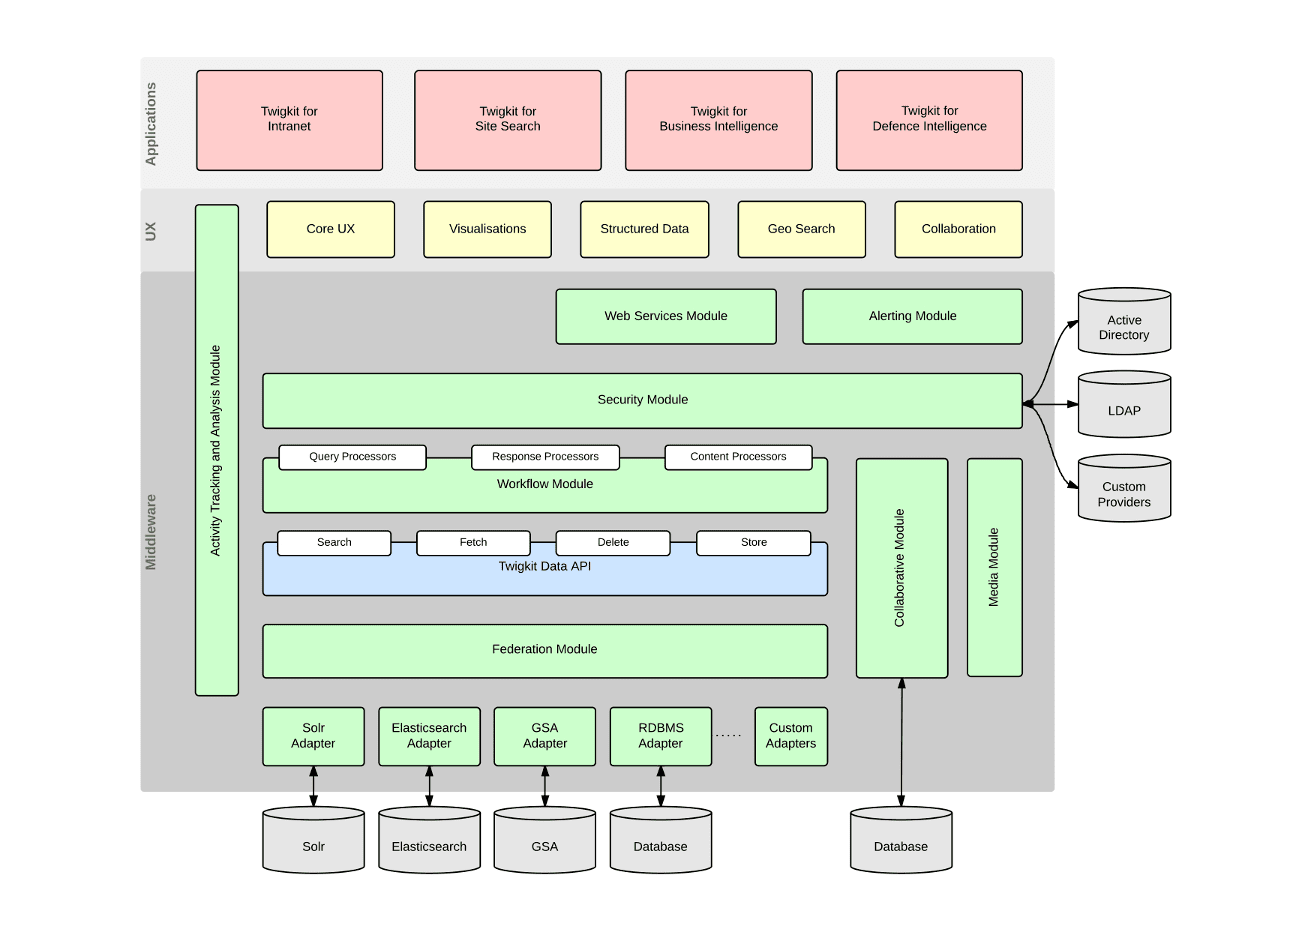 Applications
Twigkit for
Intranet
Twigkit for
Site Search
Twigkit for
Business Intelligence
Twigkit for
Defence Intelligence
UX
Core UX
Visualisations
Structured Data
Geo Search
Collaboration
Middleware
Activity Tracking and Analysis Module
Web Services Module
Alerting Module
Active
Directory
Security Module
LDAP
Query Processors
Response Processors
Content Processors
Workflow Module
Custom
Providers
Search
Fetch
Delete
Store
Twigkit Data API
Collaborative Module
Media Module
Federation Module
Solr
Adapter
Elasticsearch
Adapter
GSA
Adapter
RDBMS
Adapter
.....
Custom
Adapters
Solr
Elasticsearch
GSA
Database
Database